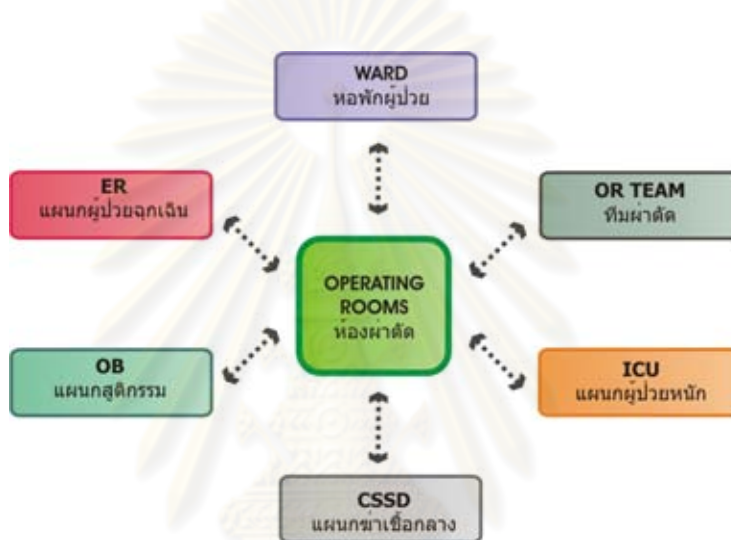 WARD
หอพักผู้ป่วย
ER
แผนกผู้ป่วยฉุกเฉิน
OR TEAM
ทีมผ่าตัด
OPERATING
ROOMS
ห้องผ่าตัด
OB
แผนกสูติกรรม
ICU
แผนกผู้ป่วยหนัก
CSSD
แผนกฆ่าเชื้อกลาง